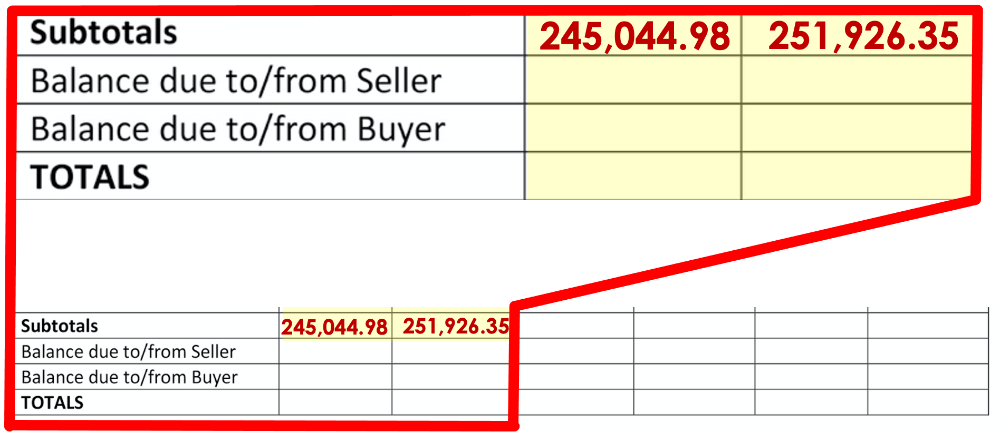 Subtotals 245,044.98 251,926.35
Balance due to/from Seller
Balance due to/from Buyer
TOTALS
Subtotals 245,044.98 251,926.35
Balance due to/from Seller
Balance due to/from Buyer
TOTALS